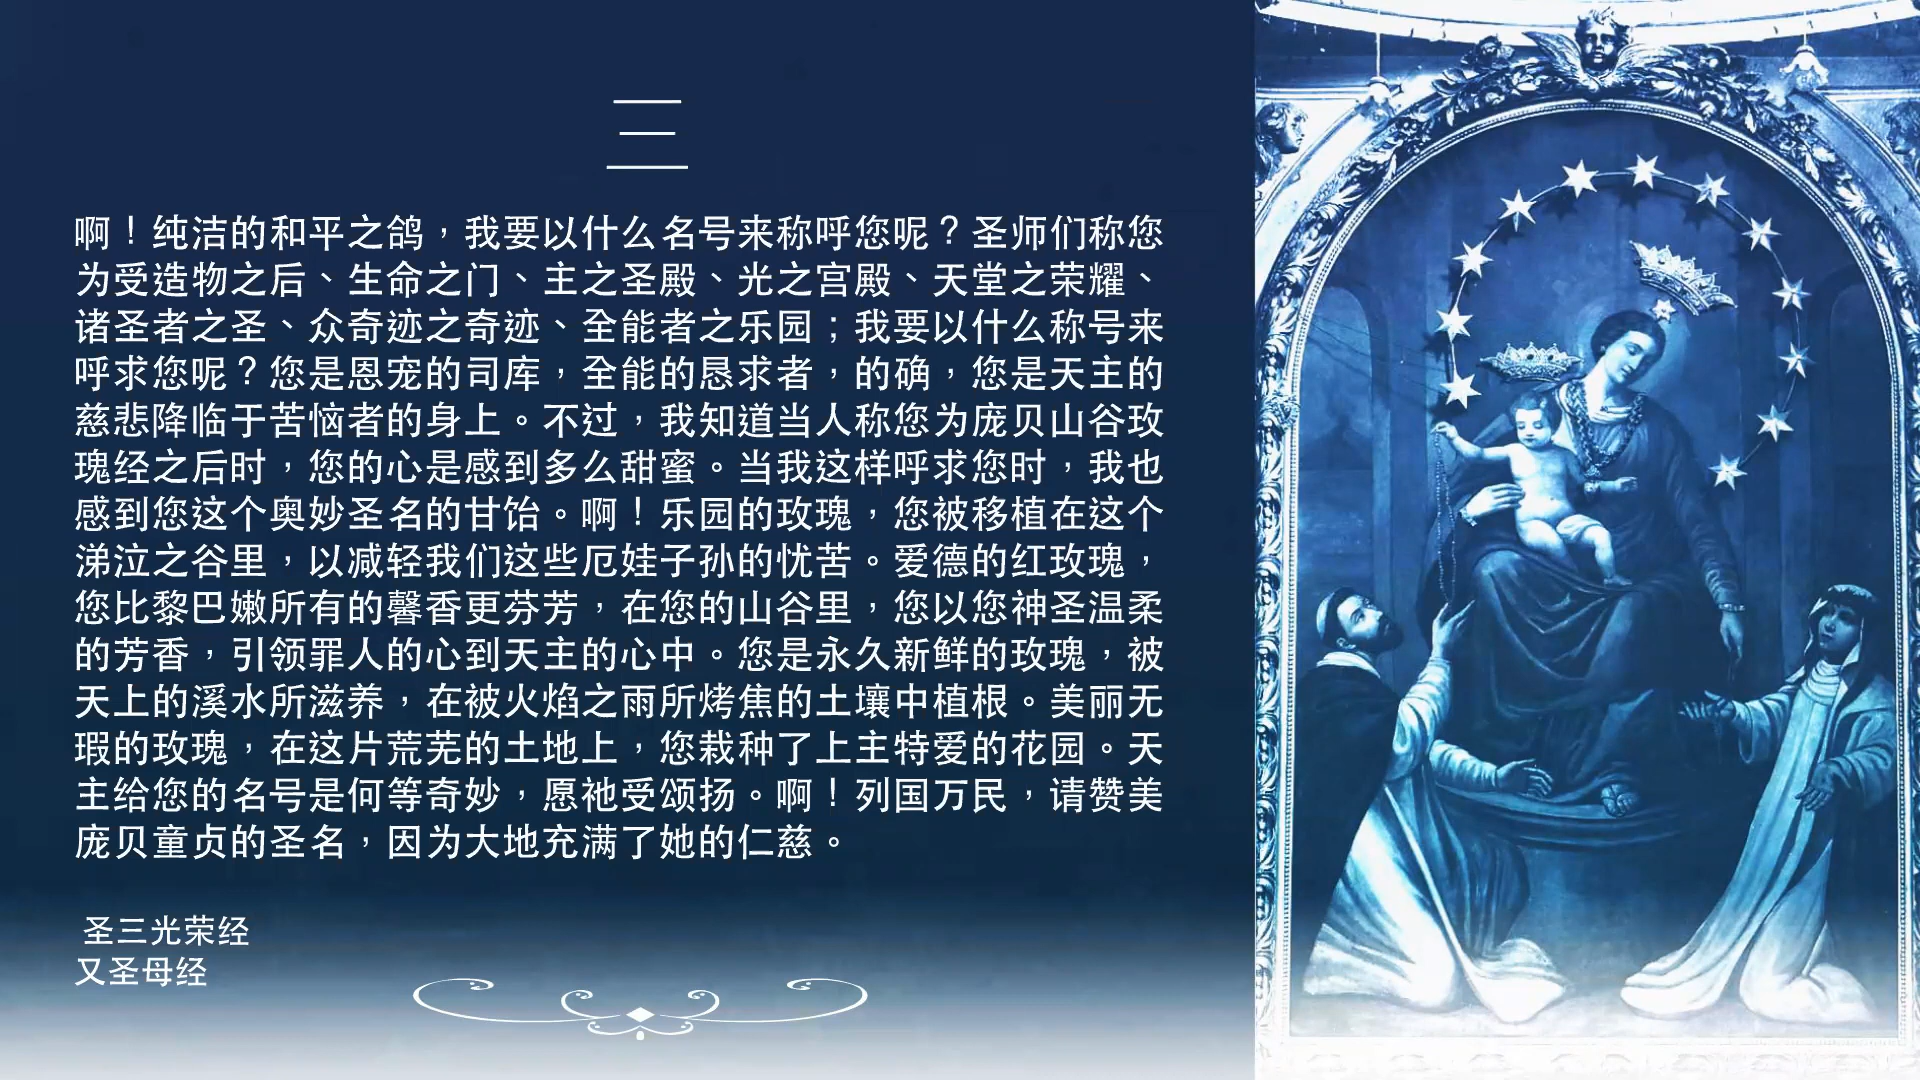 三
啊！纯洁的和平之鸽，我要以什么名号来称呼您呢？圣师们称您
为受造物之后、生命之门、主之圣殿、光之宫殿、天堂之荣耀、
诸圣者之圣、众奇迹之奇迹、全能者之乐园；我要以什么称号来
呼求您呢？您是恩宠的司库，全能的恳求者，的确，您是天主的
慈悲降临于苦恼者的身上。不过，我知道当人称您为庞贝山谷玫
瑰经之后时，您的心是感到多么甜蜜。当我这样呼求您时，我也
感到您这个奥妙圣名的甘饴。啊！乐园的玫瑰，您被移植在这个
涕泣之谷里，以减轻我们这些厄娃子孙的忧苦。爱德的红玫瑰，
您比黎巴嫩所有的馨香更芬芳，在您的山谷里，您以您神圣温柔
的芳香，引领罪人的心到天主的心中。您是永久新鲜的玫瑰，被
天上的溪水所滋养，在被火焰之雨所烤焦的土壤中植根。美丽无
瑕的玫瑰，在这片荒芜的土地上，您栽种了上主特爱的花园。天
主给您的名号是何等奇妙，愿祂受颂扬。啊！列国万民，请赞美
庞贝童贞的圣名，因为大地充满了她的仁慈。
圣三光荣经
又圣母经